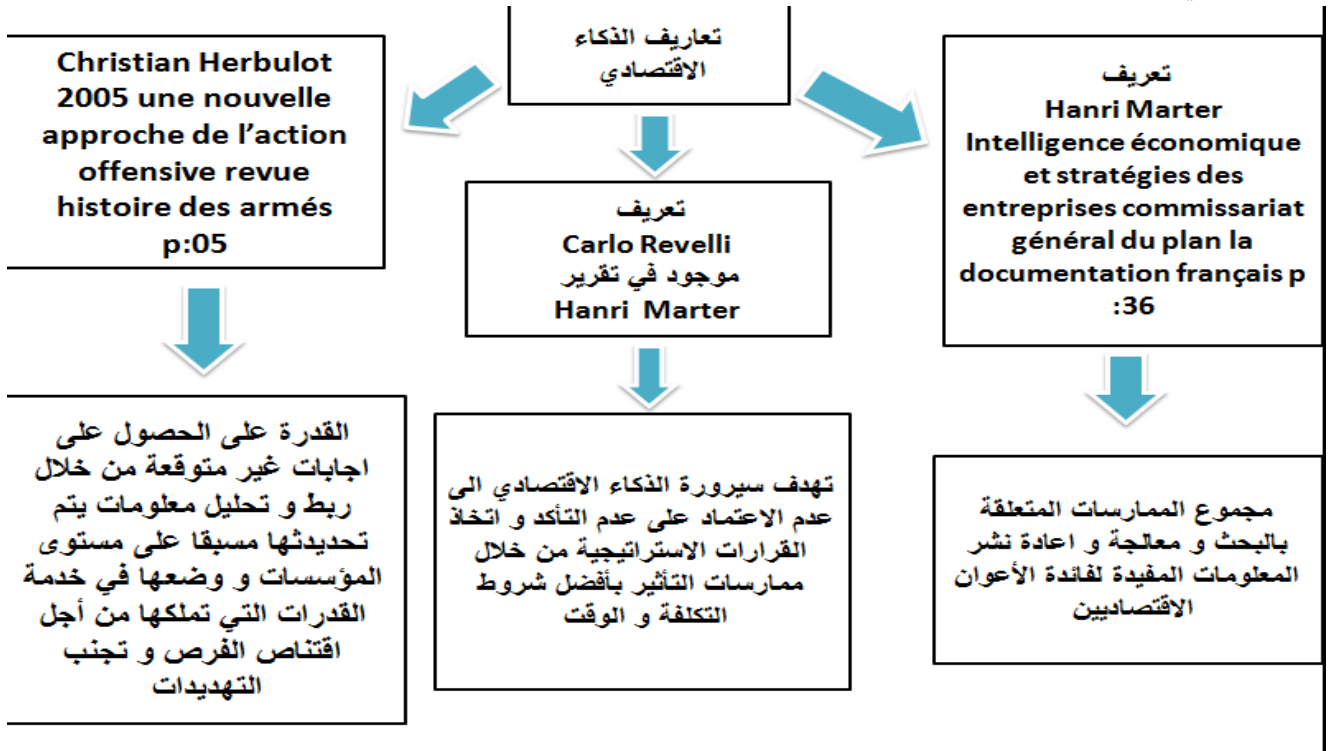 تعاريف الذكاء
الاقتصادي
تعريف
Hanri Marter
Intelligence économique
et stratégies des
entreprises commissariat
général du plan la
documentation français p
:36
تعريف
Carlo Revelli
موجود في تقرير
Hanri Marter
Christian Herbulot
2005 une nouvelle
approche de l’action
offensive revue
histoire des armés
p:05
مجموع الممارسات المتعلقة
بالبحث و معالجة و اعادة نشر
المعلومات المفيدة لفائدة الأعوان
الاقتصاديين
تهدف سيرورة الذكاء الاقتصادي الى
عدم الاعتماد على عدم التأكد و اتخاذ
القرارات الاستراتيجية من خلال
ممارسات التأثير بأفضل شروط
التكلفة و الوقت
القدرة على الحصول على
اجابات غير متوقعة من خلال
ربط و تحليل معلومات يتم
تحديدثها مسبقا على مستوى
المؤسسات و وضعها في خدمة
القدرات التي تملكها من أجل
اقتناص الفرص و تجنب
التهديدات